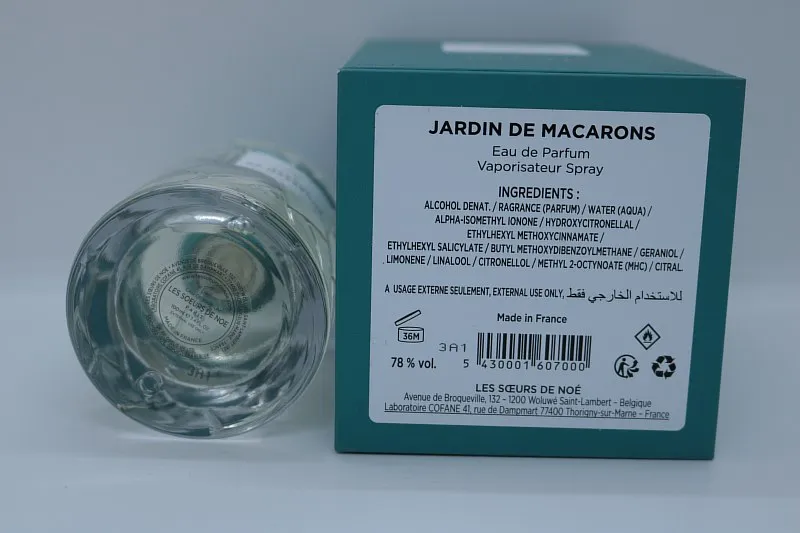 JARDIN DE MACARONS
Eau de Parfum
Vaporisateur Spray
INGREDIENTS :
ALCOHOL DENAT. / RAGRANCE (PARFUM) / WATER (AQUA) /
ALPHA-ISOMETHYL IONONE / HYDROXYCITRONELLAL /
ETHYLHEXYL METHOXYCINNAMATE /
ETHYLHEXYL SALICYLATE / BUTYL METHOXYDIBENZOYLMETHANE / GERANIOL /
LIMONENE / LINALOOL / CITRONELLOL / METHYL 2-OCTYNOATE (MHC) / CITRAL.
A USAGE EXTERNE SEULEMENT, EXTERNAL USE ONLY, للاستخدام الخارجي فقط
Made in France
36M
3A1
78 % vol.
5 430001 607000
LES SŒURS DE NOÉ
Avenue de Broqueville, 132 - 1200 Woluwé Saint-Lambert - Belgique
Laboratoire COFANE 41, rue de Dampmart 77400 Thorigny-sur-Marne - France
LES SOEURS DE NOÉ
3A1